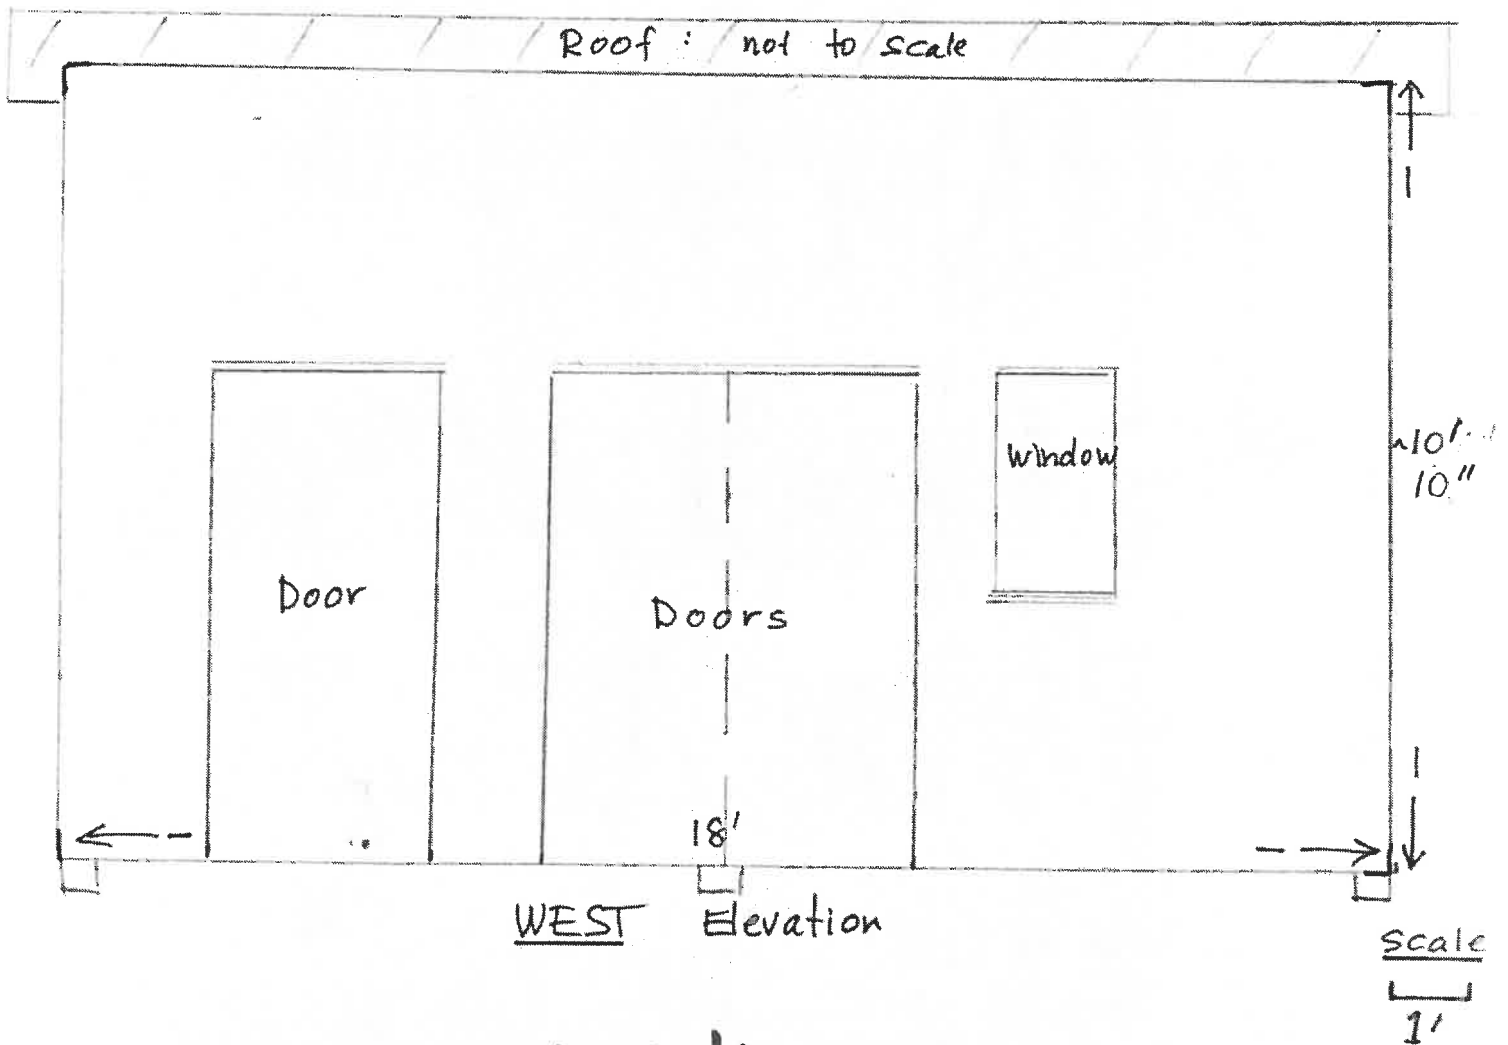 Roof : not to scale
window
~10'
10"
Door
Doors
18'
WEST Elevation
Scale
1'